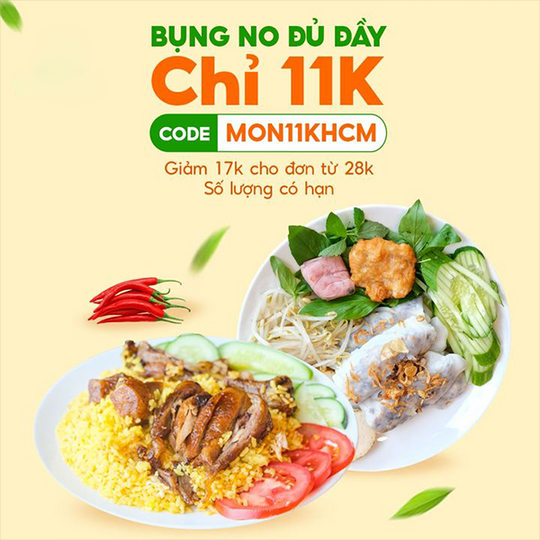 BỤNG NO ĐỦ ĐẦY
Chỉ 11K
CODE MON11KHCM
Giảm 17k cho đơn từ 28k
Số lượng có hạn